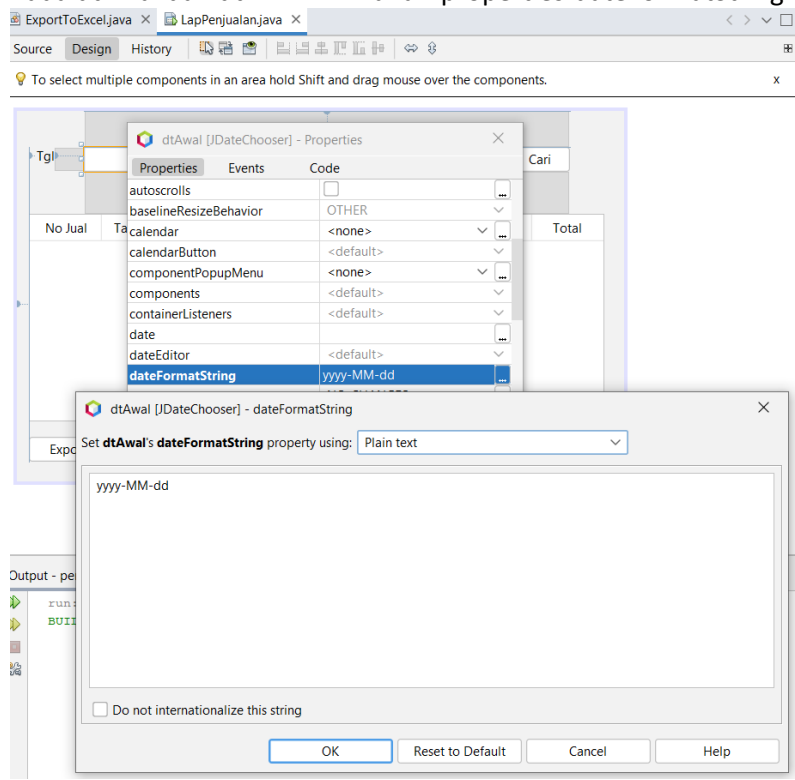 ExportToExcel.java × LapPenjualan.java ×
Source Design History
To select multiple components in an area hold Shift and drag mouse over the components. x
dtAwal [JDateChooser] - Properties
Tgl Cari
Properties Events Code
autoscrolls ...
baselineResizeBehavior OTHER
No Jual Ta Total
calendar <none> ...
calendarButton <default>
componentPopupMenu <none> ...
components <default>
containerListeners <default>
date ...
dateEditor <default>
dateFormatString yyyy-MM-dd ...
dtAwal [JDateChooser] - dateFormatString
Set dtAwal's dateFormatString property using: Plain text
Expo
yyyy-MM-dd
Output - pe
run:
BUII
Do not internationalize this string
OK Reset to Default Cancel Help